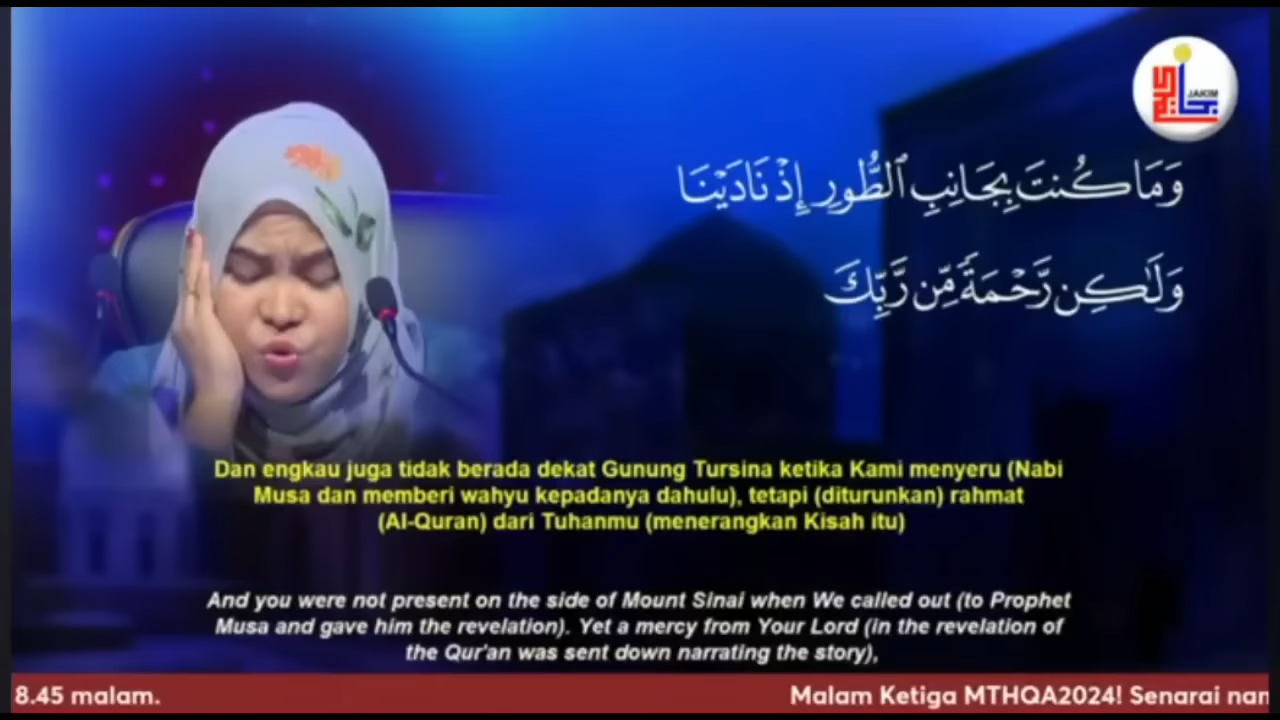 JAKIM
وَمَا كُنتَ بِجَانِبِ ٱلطُّورِ إِذْ نَادَيْنَا
وَلَٰكِن رَّحْمَةً مِّن رَّبِّكَ
Dan engkau juga tidak berada dekat Gunung Tursina ketika Kami menyeru (Nabi
Musa dan memberi wahyu kepadanya dahulu), tetapi (diturunkan) rahmat
(Al-Quran) dari Tuhanmu (menerangkan Kisah itu)
And you were not present on the side of Mount Sinai when We called out (to Prophet
Musa and gave him the revelation). Yet a mercy from Your Lord (in the revelation of
the Qur'an was sent down narrating the story),
8.45 malam. Malam Ketiga MTHQA2024! Senarai nan